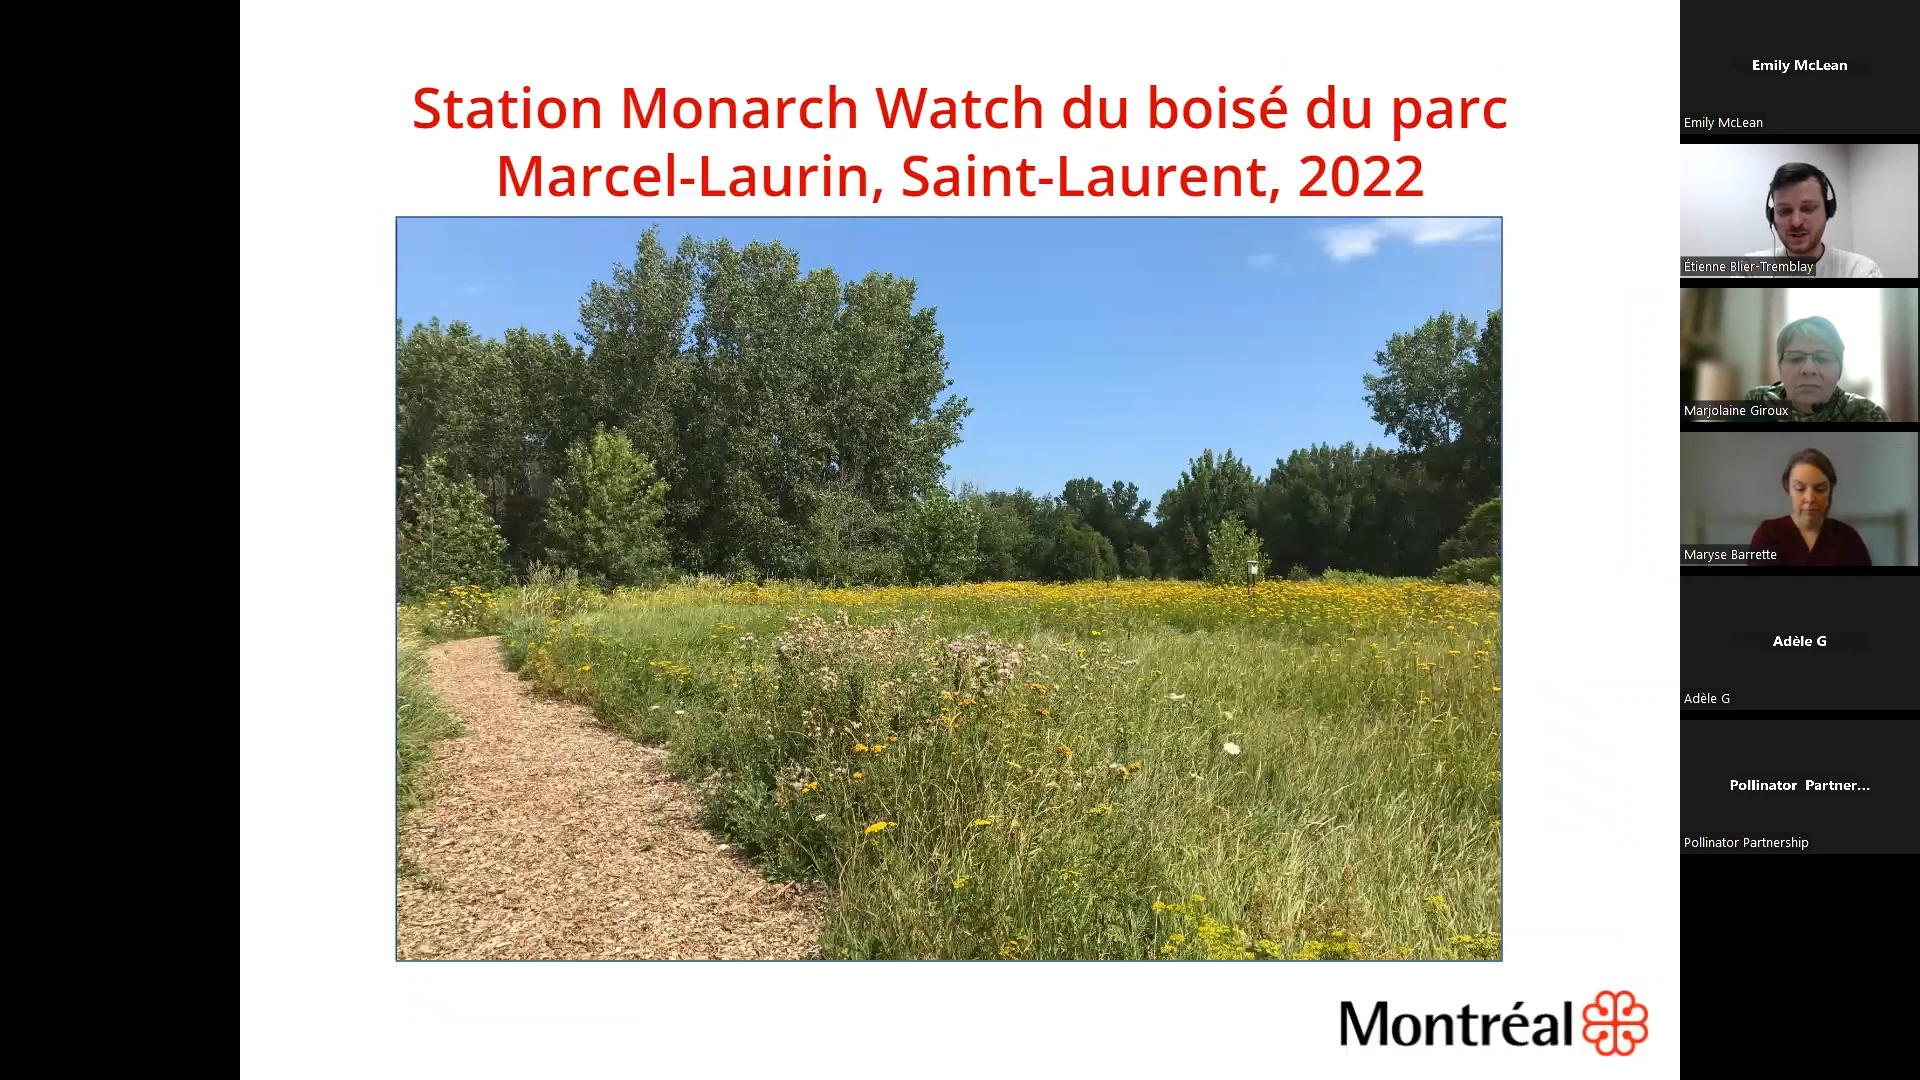 Station Monarch Watch du boisé du parc
Marcel-Laurin, Saint-Laurent, 2022
Montréal
Emily McLean
Emily McLean
Étienne Blier-Tremblay
Marjolaine Giroux
Maryse Barrette
Adèle G
Adèle G
Pollinator Partner...
Pollinator Partnership